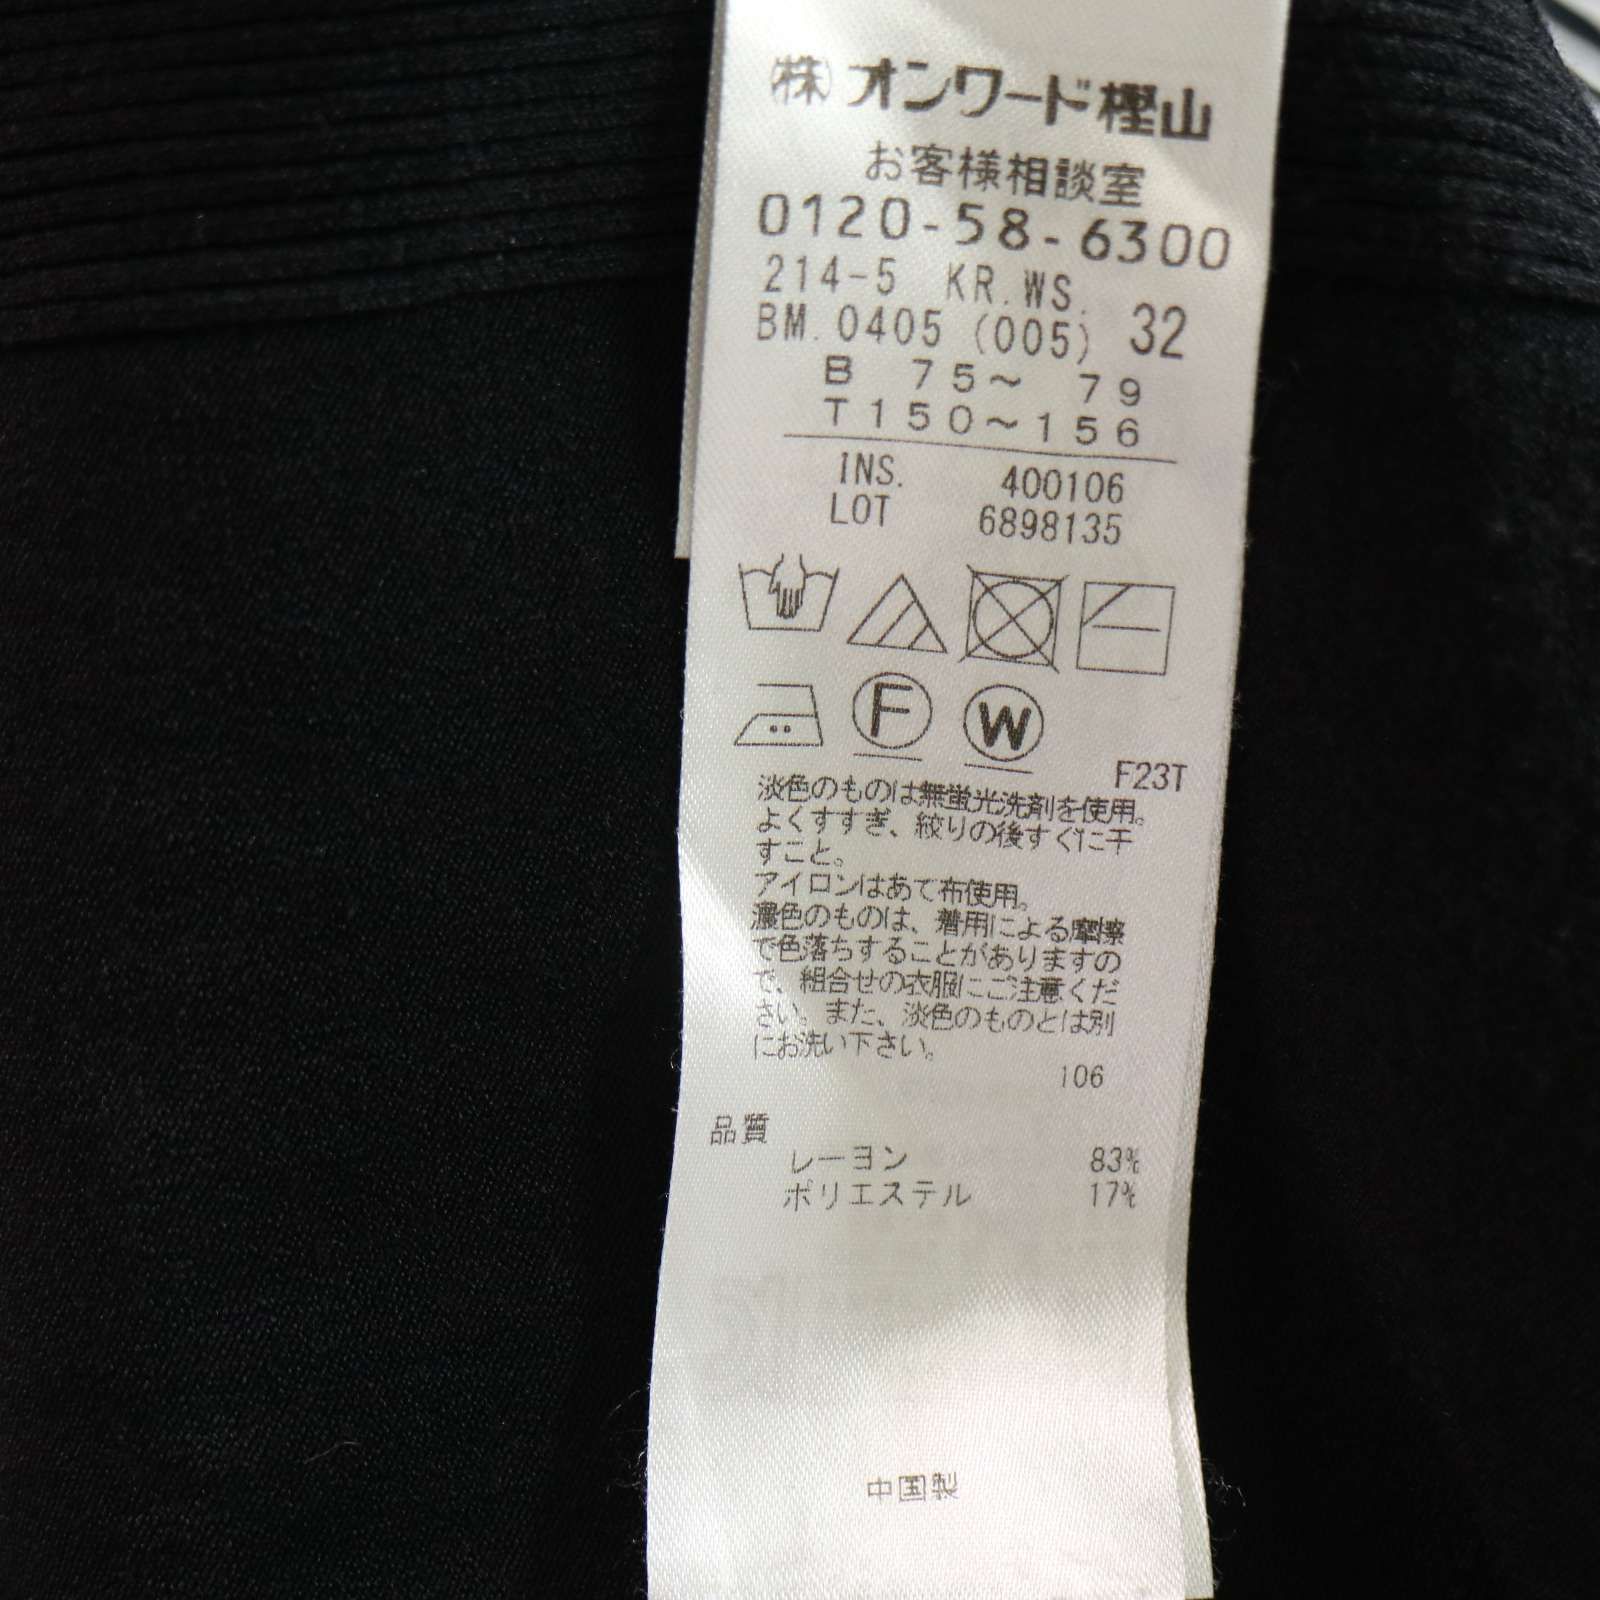 ㈱オンワード樫山
お客様相談室
0120-58-6300
214-5 KR.WS.
BM.0405 (005) 32
B 75～ 79
T150～156
INS. 400106
LOT 6898135
F W
F23T
淡色のものは無蛍光洗剤を使用。
よくすすぎ、絞りの後すぐに干
すこと。
アイロンはあて布使用。
濃色のものは、着用による摩擦
で色落ちすることがありますの
で、組合せの衣服にご注意くだ
さい。また、淡色のものとは別
にお洗い下さい。
106
品質
レーヨン 83%
ポリエステル 17%
中国製